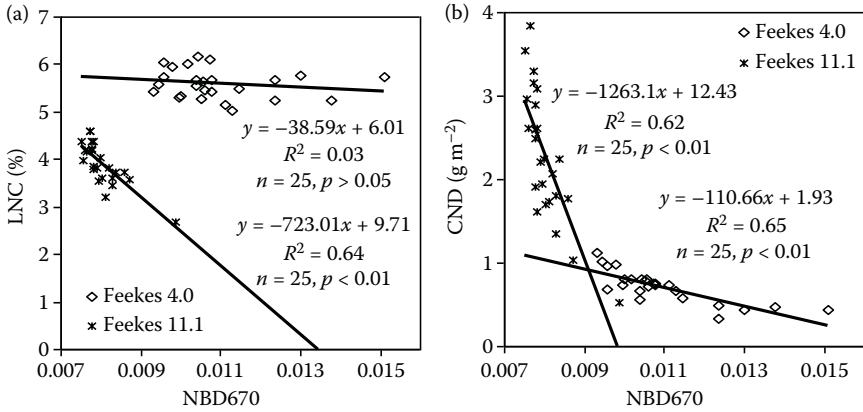 (a)
7
6
5
4
3
2
1
0
LNC (%)
y = −38.59x + 6.01
R² = 0.03
n = 25, p > 0.05
y = −723.01x + 9.71
R² = 0.64
n = 25, p < 0.01
Feekes 4.0
Feekes 11.1
0.007 0.009 0.011 0.013 0.015
NBD670
(b)
4
3
2
1
0
CND (g m⁻²)
Feekes 4.0
Feekes 11.1
y = −1263.1x + 12.43
R² = 0.62
n = 25, p < 0.01
y = −110.66x + 1.93
R² = 0.65
n = 25, p < 0.01
0.007 0.009 0.011 0.013 0.015
NBD670